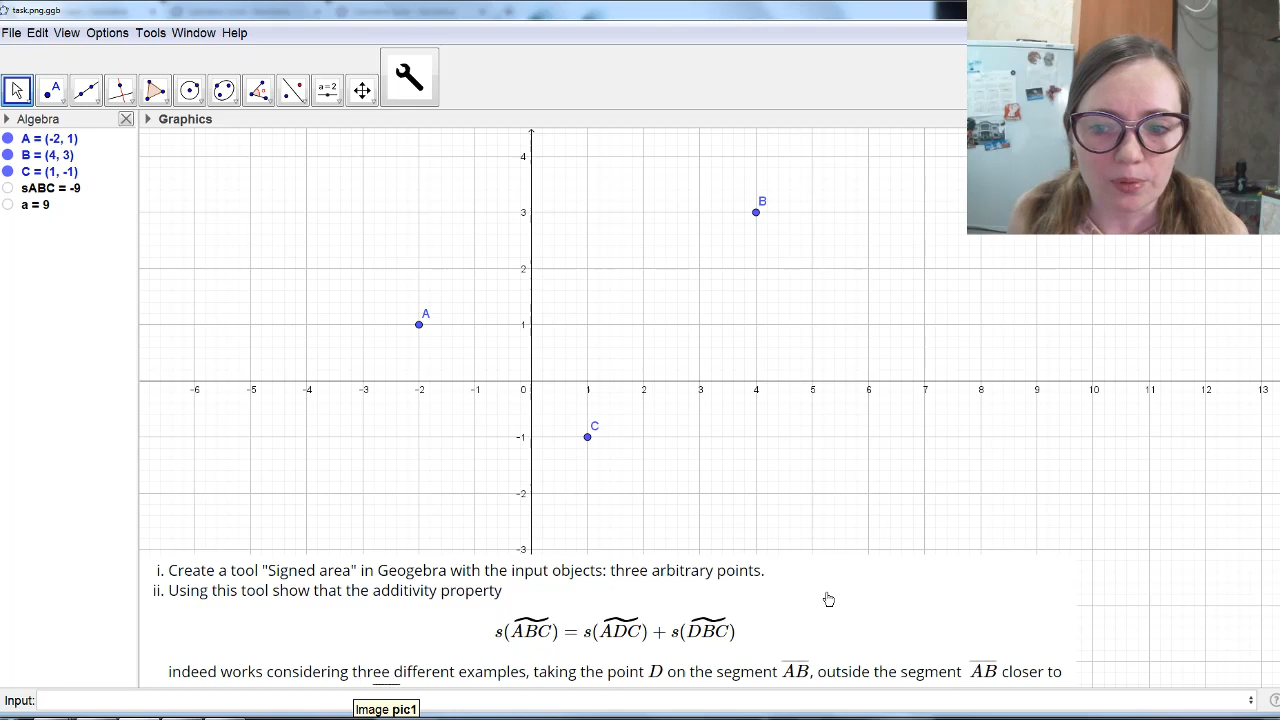 task.png.ggb
File Edit View Options Tools Window Help
A
a=2
Algebra
Graphics
A = (-2, 1)
B = (4, 3)
C = (1, -1)
sABC = -9
a = 9
4
B
3
2
A
1
-6 -5 -4 -3 -2 -1 0 1 2 3 4 5 6 7 8 9 10 11 12 13
C
-1
-2
-3
i. Create a tool "Signed area" in Geogebra with the input objects: three arbitrary points.
ii. Using this tool show that the additivity property
s(ABC) = s(ADC) + s(DBC)
indeed works considering three different examples, taking the point D on the segment AB, outside the segment AB closer to
Input:
Image pic1